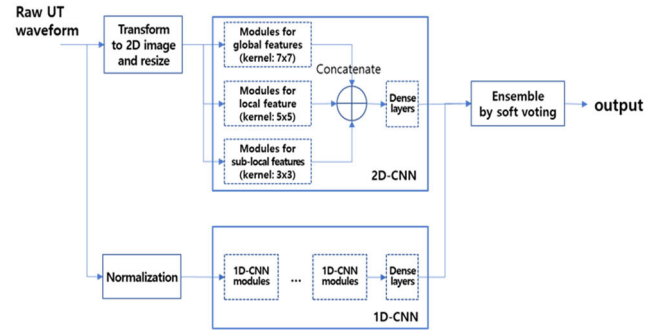 Raw UT
waveform
Transform
to 2D image
and resize
Modules for
global features
(kernel: 7x7)
Concatenate
Modules for
local feature
(kernel: 5x5)
Dense
layers
Modules for
sub-local features
(kernel: 3x3)
2D-CNN
Ensemble
by soft voting
output
Normalization
1D-CNN
modules
...
1D-CNN
modules
Dense
layers
1D-CNN